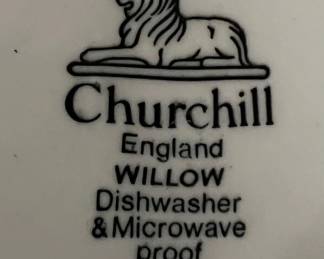 Churchill
England
WILLOW
Dishwasher
& Microwave
proof